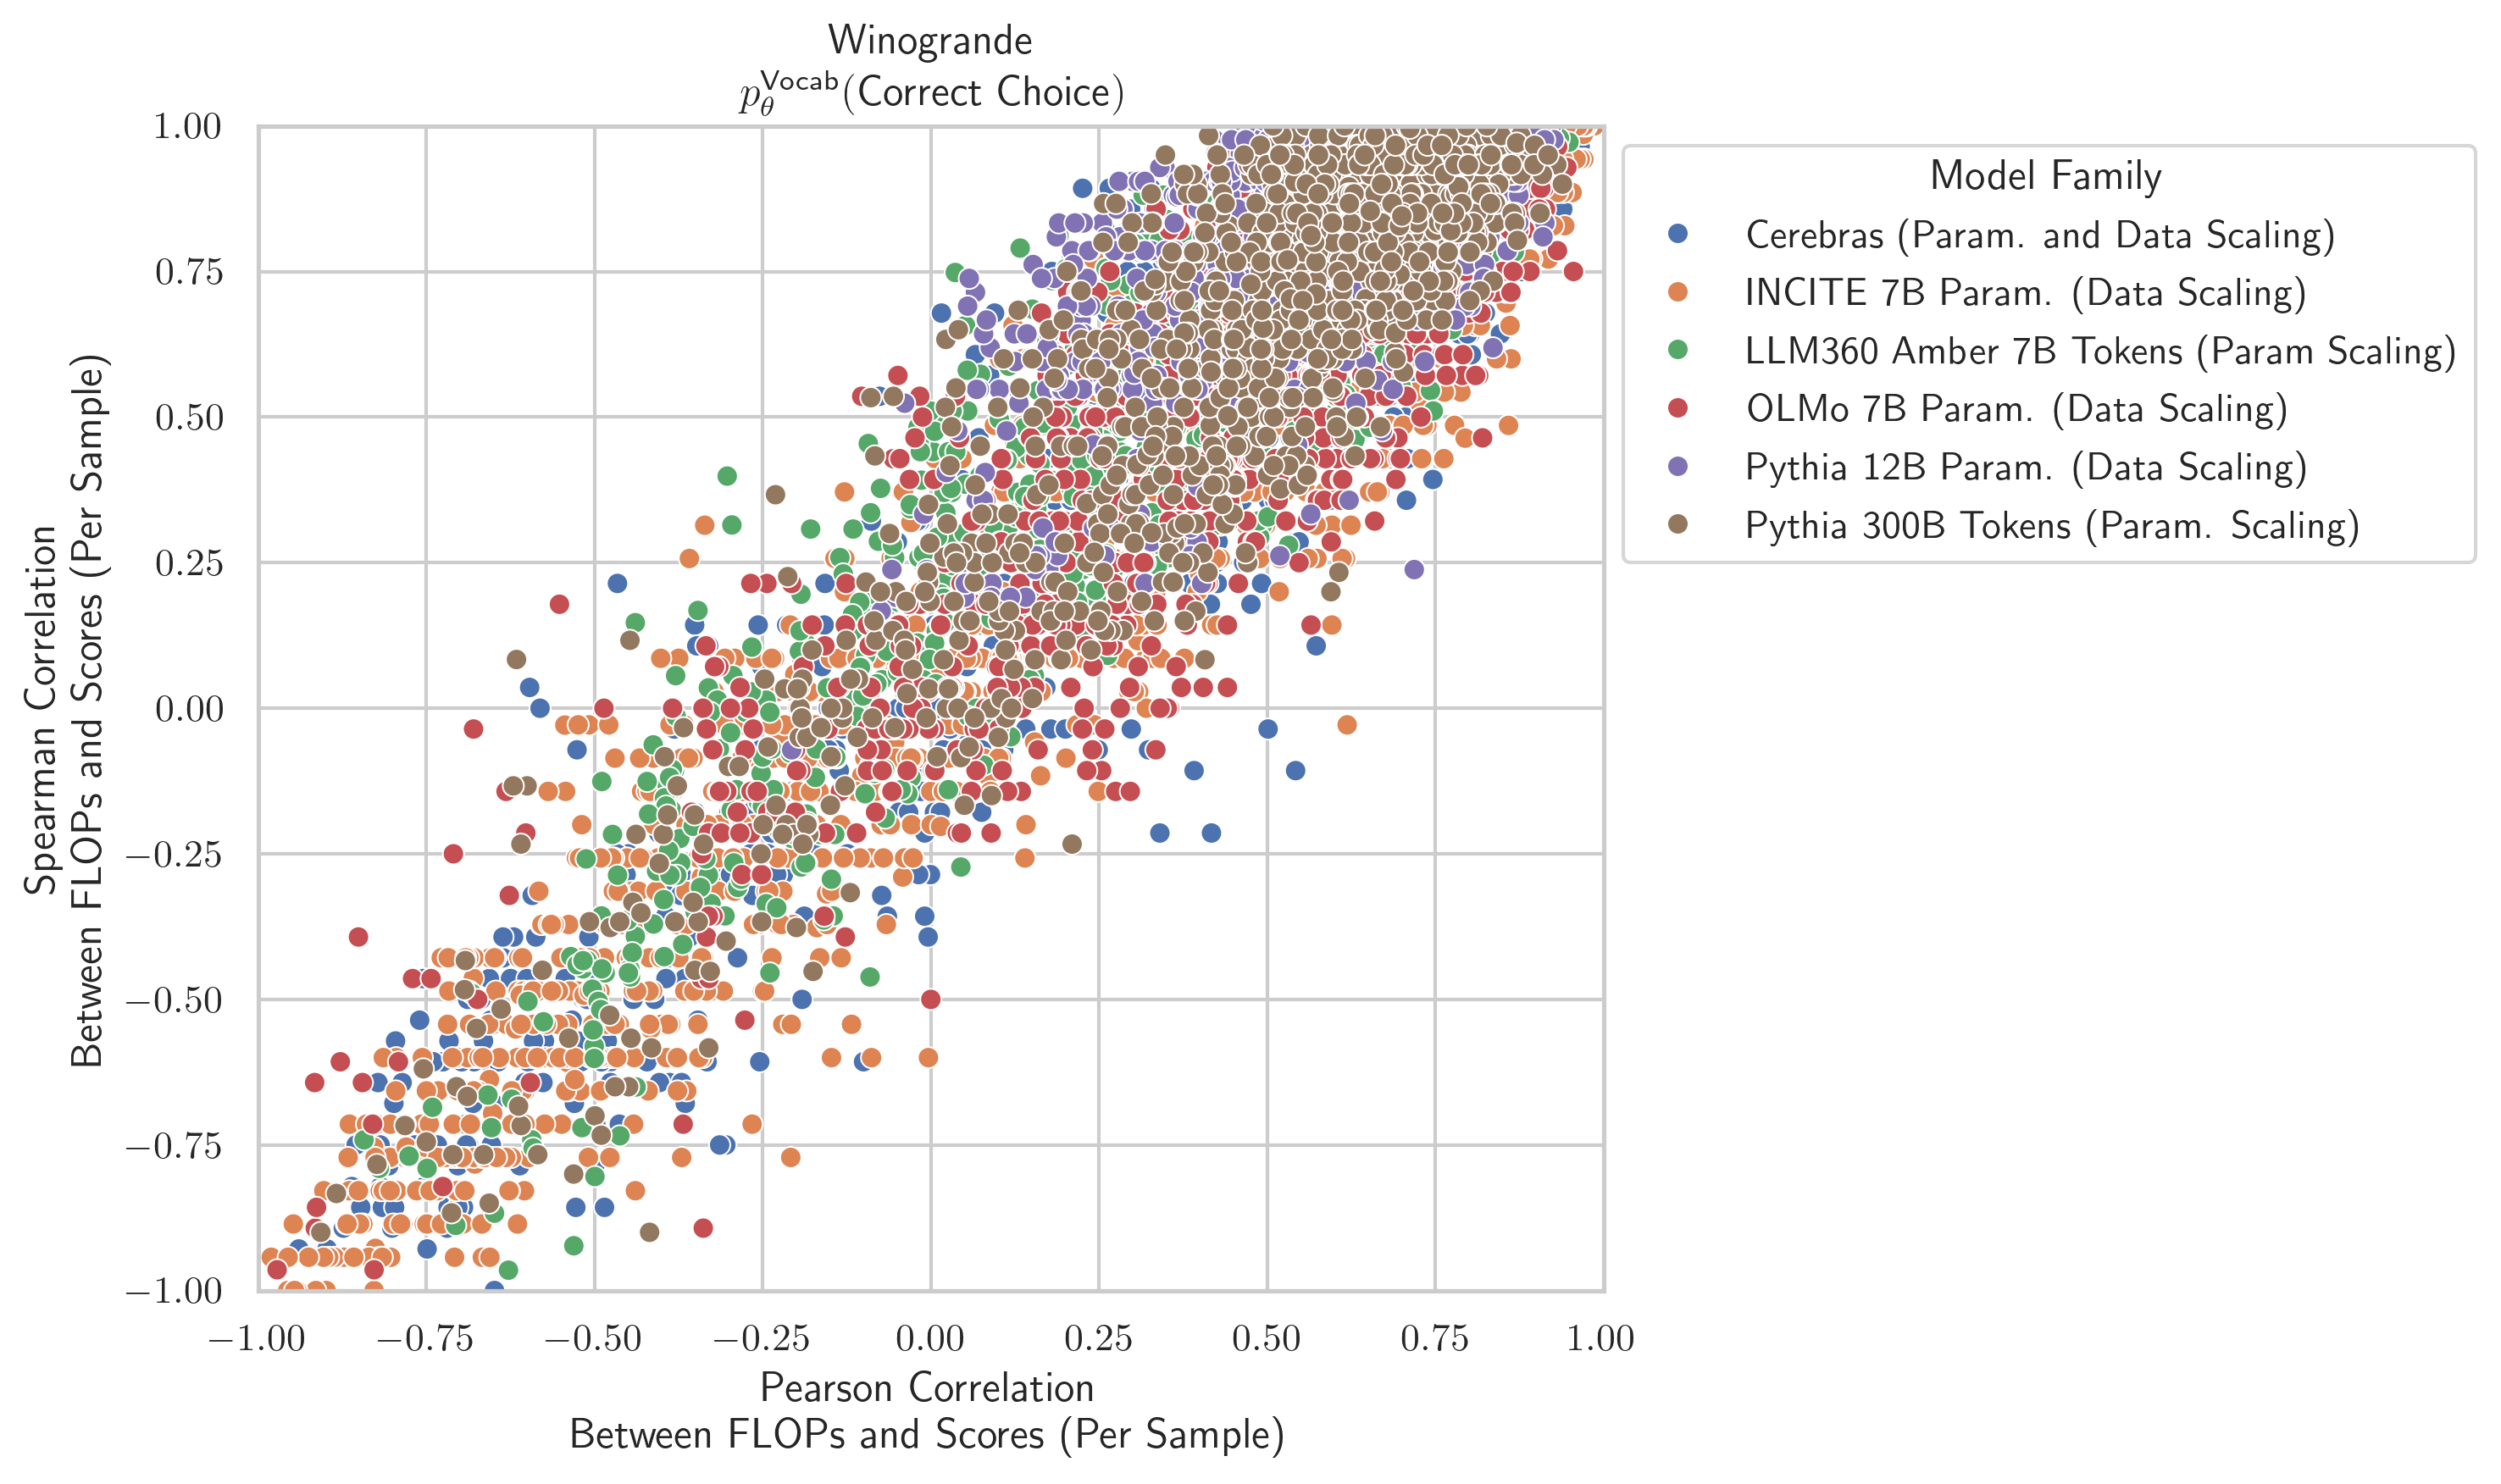 Winogrande
p_θ^Vocab(Correct Choice)
1.00
0.75
0.50
0.25
0.00
−0.25
−0.50
−0.75
−1.00
Spearman Correlation
Between FLOPs and Scores (Per Sample)
−1.00 −0.75 −0.50 −0.25 0.00 0.25 0.50 0.75 1.00
Pearson Correlation
Between FLOPs and Scores (Per Sample)
Model Family
Cerebras (Param. and Data Scaling)
INCITE 7B Param. (Data Scaling)
LLM360 Amber 7B Tokens (Param Scaling)
OLMo 7B Param. (Data Scaling)
Pythia 12B Param. (Data Scaling)
Pythia 300B Tokens (Param. Scaling)